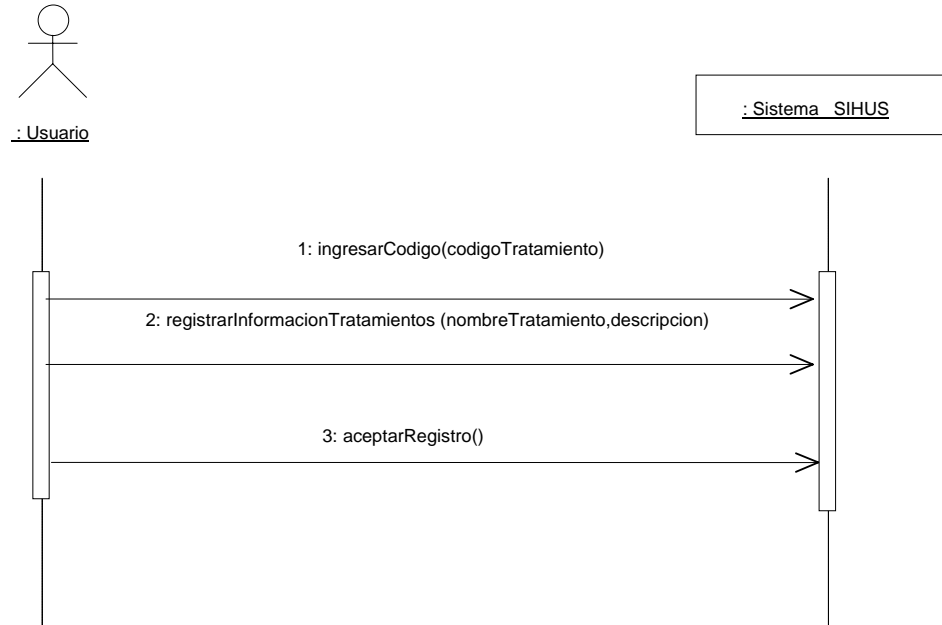 : Usuario
: Sistema SIHUS
1: ingresarCodigo(codigoTratamiento)
2: registrarInformacionTratamientos (nombreTratamiento,descripcion)
3: aceptarRegistro()